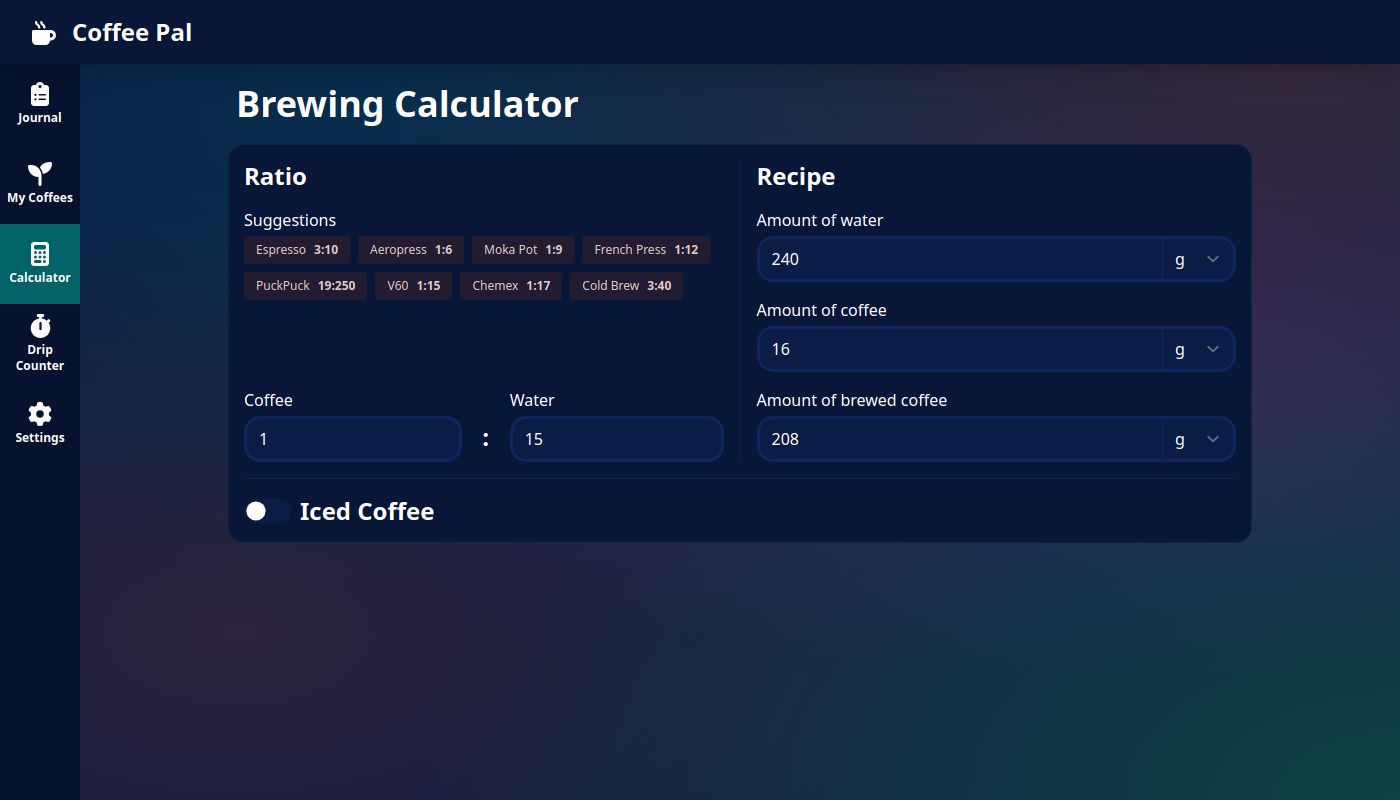 Coffee Pal
Journal
My Coffees
Calculator
Drip
Counter
Settings
Brewing Calculator
Ratio
Suggestions
Espresso 3:10 Aeropress 1:6 Moka Pot 1:9 French Press 1:12
PuckPuck 19:250 V60 1:15 Chemex 1:17 Cold Brew 3:40
Coffee Water
1 : 15
Recipe
Amount of water
240 g
Amount of coffee
16 g
Amount of brewed coffee
208 g
Iced Coffee